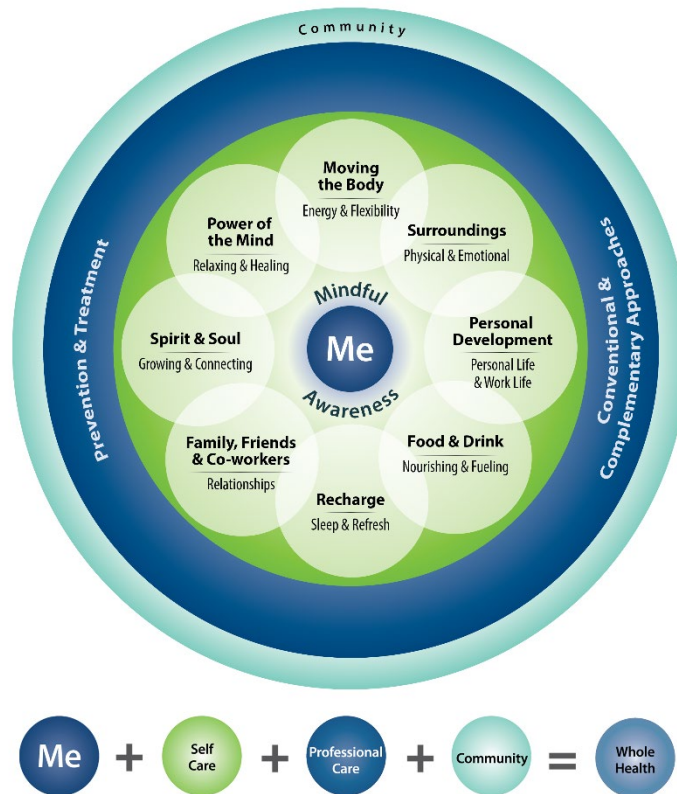 Community
Prevention & Treatment
Conventional &
Complementary Approaches
Moving
the Body
Energy & Flexibility
Surroundings
Physical & Emotional
Personal
Development
Personal Life
& Work Life
Food & Drink
Nourishing & Fueling
Recharge
Sleep & Refresh
Family, Friends
& Co-workers
Relationships
Spirit & Soul
Growing & Connecting
Power of
the Mind
Relaxing & Healing
Mindful
Me
Awareness
Me + Self Care + Professional Care + Community = Whole Health